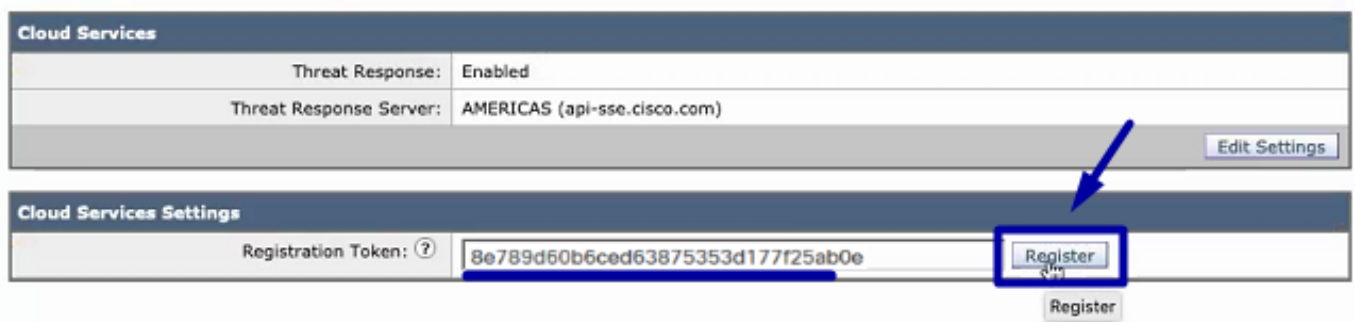 Cloud Services
Threat Response: Enabled
Threat Response Server: AMERICAS (api-sse.cisco.com)
Edit Settings
Cloud Services Settings
Registration Token: ? 8e789d60b6ced63875353d177f25ab0e Register
Register